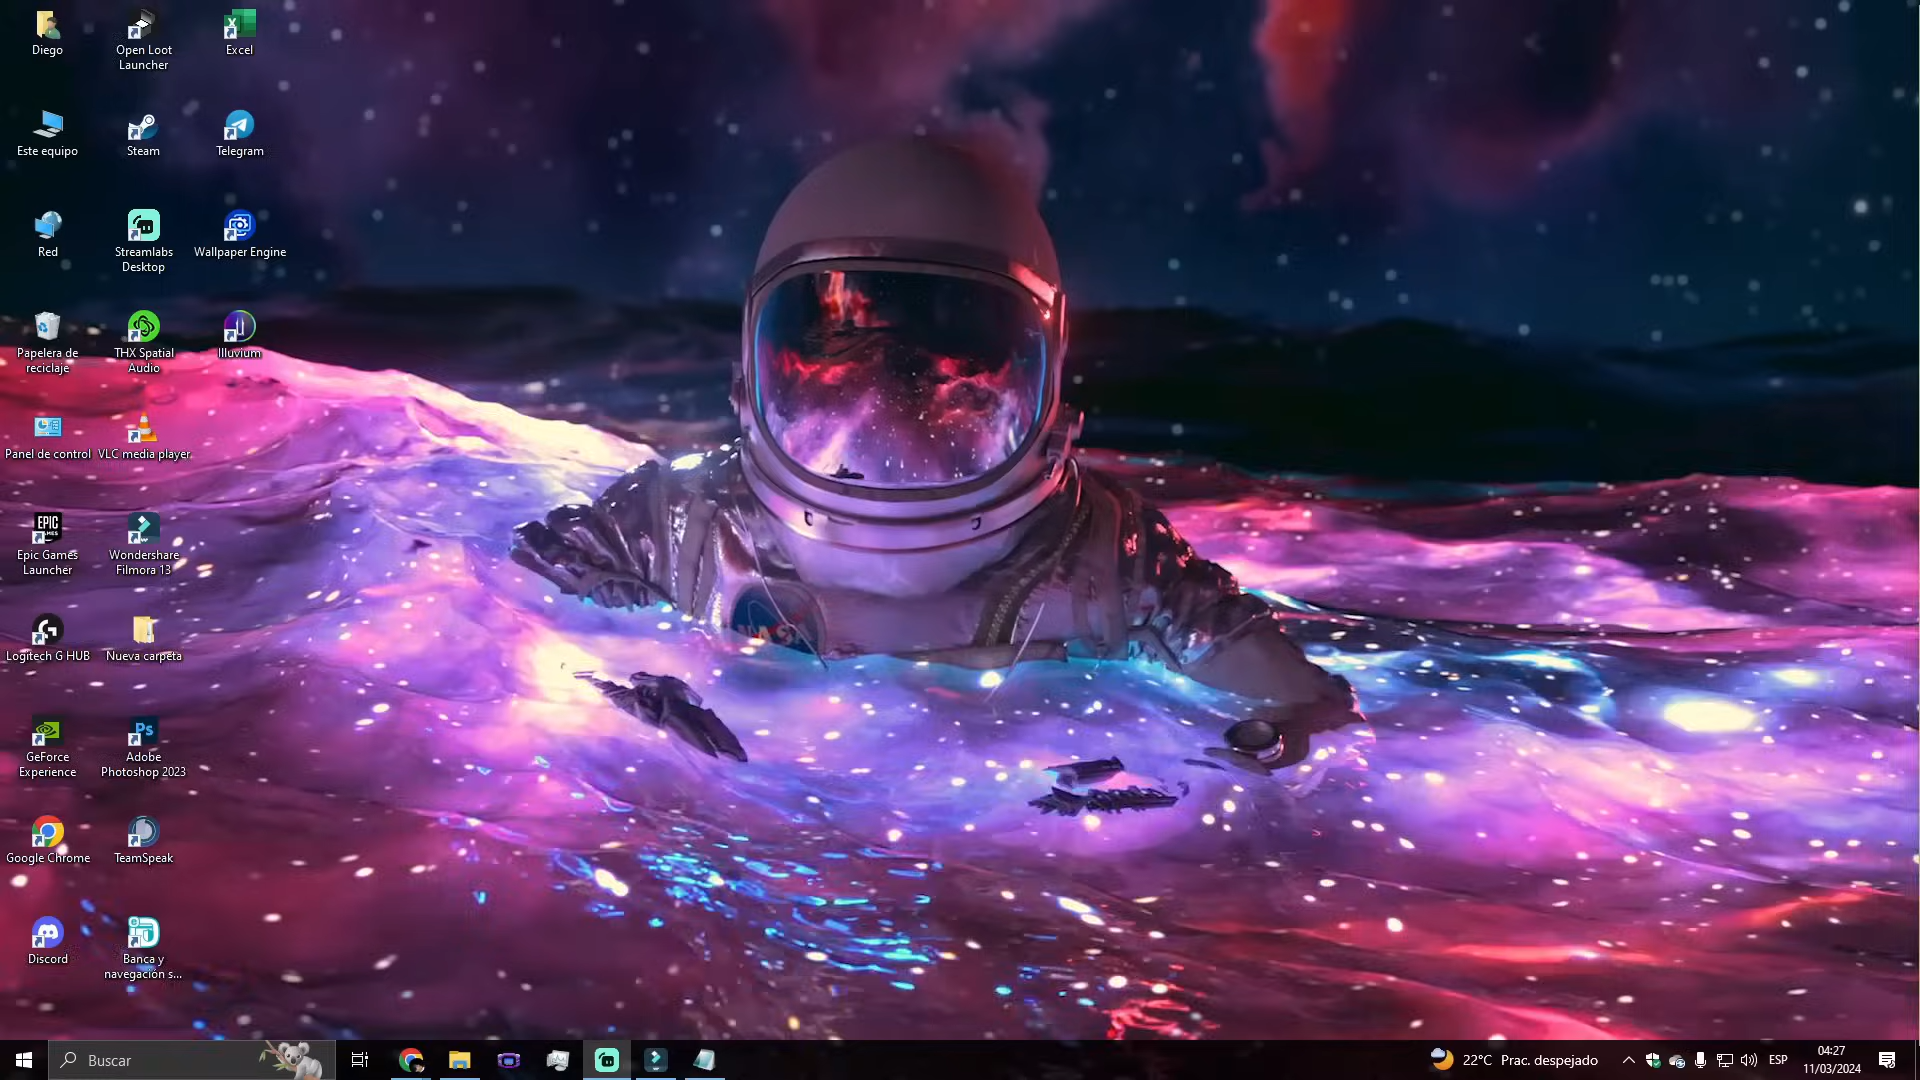 Diego
Open Loot
Launcher
Excel
Este equipo
Steam
Telegram
Red
Streamlabs
Desktop
Wallpaper Engine
Papelera de
reciclaje
THX Spatial
Audio
Illuvium
Panel de control
VLC media player
EPIC
GAMES
Epic Games
Launcher
Wondershare
Filmora 13
Logitech G HUB
Nueva carpeta
GeForce
Experience
Ps
Adobe
Photoshop 2023
Google Chrome
TeamSpeak
Discord
Banca y
navegación s...
Buscar
22°C Prac. despejado
ESP
04:27
11/03/2024